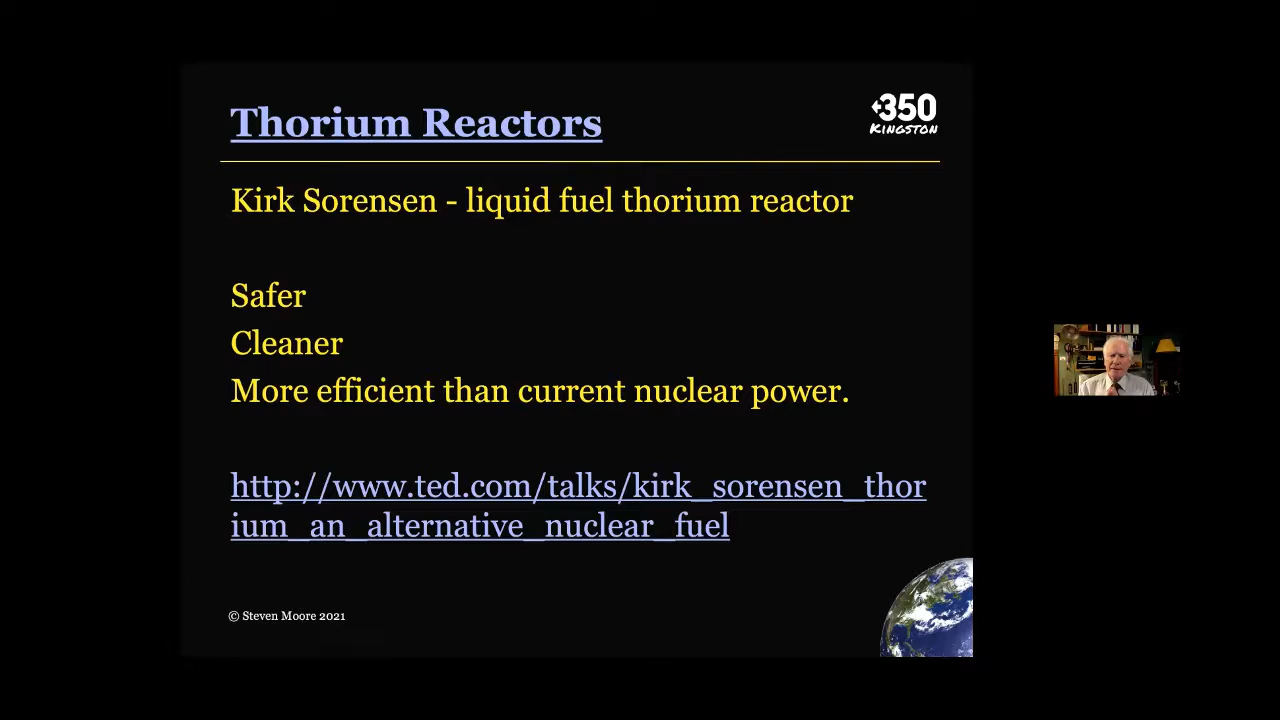 Thorium Reactors
350
KINGSTON
Kirk Sorensen - liquid fuel thorium reactor
Safer
Cleaner
More efficient than current nuclear power.
http://www.ted.com/talks/kirk_sorensen_thor
ium_an_alternative_nuclear_fuel
© Steven Moore 2021